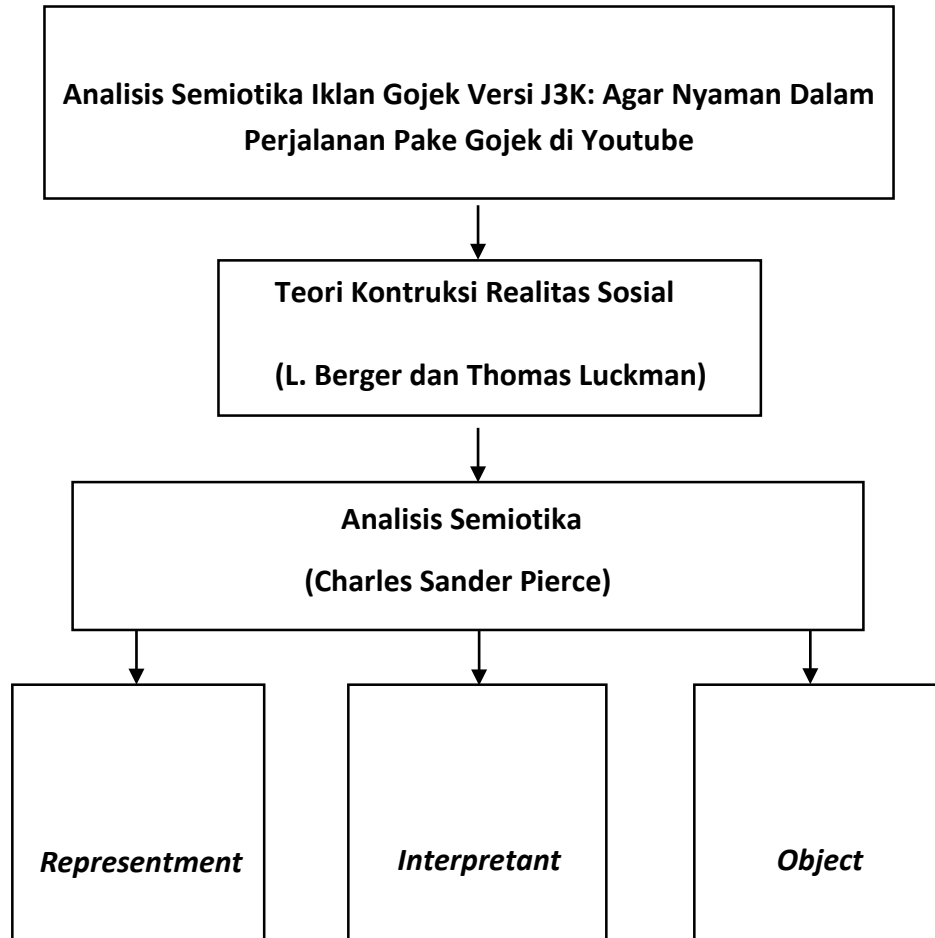 Analisis Semiotika Iklan Gojek Versi J3K: Agar Nyaman Dalam
Perjalanan Pake Gojek di Youtube
Teori Kontruksi Realitas Sosial
(L. Berger dan Thomas Luckman)
Analisis Semiotika
(Charles Sander Pierce)
Representment
Interpretant
Object